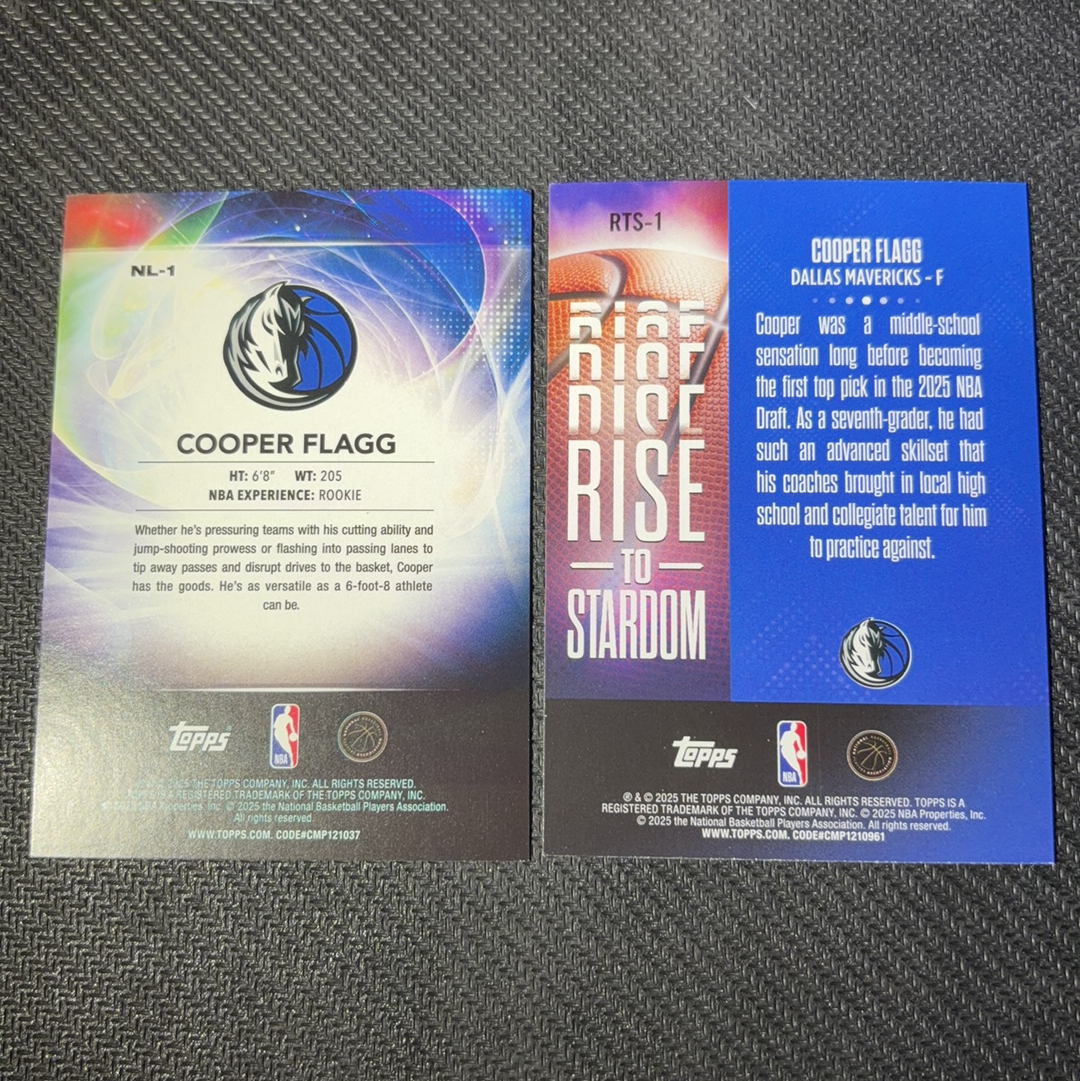 NL-1
COOPER FLAGG
HT: 6'8" WT: 205
NBA EXPERIENCE: ROOKIE
Whether he's pressuring teams with his cutting ability and
jump-shooting prowess or flashing into passing lanes to
tip away passes and disrupt drives to the basket, Cooper
has the goods. He's as versatile as a 6-foot-8 athlete
can be.
Topps
NBA
2025 THE TOPPS COMPANY, INC. ALL RIGHTS RESERVED.
TOPPS IS A REGISTERED TRADEMARK OF THE TOPPS COMPANY, INC.
© 2025 NBA Properties, Inc. © 2025 the National Basketball Players Association.
All rights reserved.
WWW.TOPPS.COM. CODE#CMP121037
RTS-1
RISE
RISE
RISE
RISE
TO
STARDOM
COOPER FLAGG
DALLAS MAVERICKS - F
Cooper was a middle-school
sensation long before becoming
the first top pick in the 2025 NBA
Draft. As a seventh-grader, he had
such an advanced skillset that
his coaches brought in local high
school and collegiate talent for him
to practice against.
Topps
NBA
® & © 2025 THE TOPPS COMPANY, INC. ALL RIGHTS RESERVED. TOPPS IS A
REGISTERED TRADEMARK OF THE TOPPS COMPANY, INC. © 2025 NBA Properties, Inc.
© 2025 the National Basketball Players Association. All rights reserved.
WWW.TOPPS.COM. CODE#CMP1210961